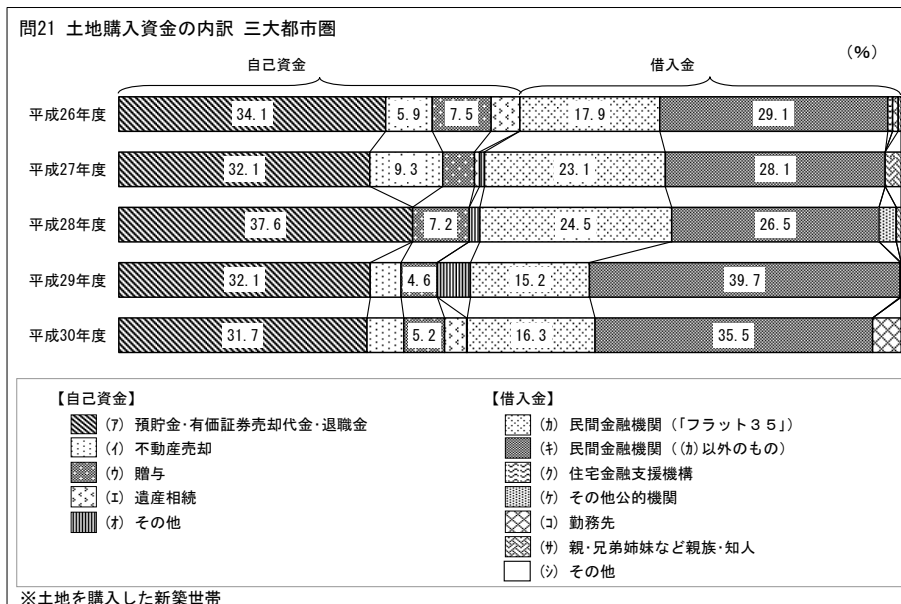 問21 土地購入資金の内訳 三大都市圏
(％)
自己資金 借入金
平成26年度 34.1 5.9 7.5 17.9 29.1
平成27年度 32.1 9.3 23.1 28.1
平成28年度 37.6 7.2 24.5 26.5
平成29年度 32.1 4.6 15.2 39.7
平成30年度 31.7 5.2 16.3 35.5
【自己資金】
(ｱ) 預貯金･有価証券売却代金･退職金
(ｲ) 不動産売却
(ｳ) 贈与
(ｴ) 遺産相続
(ｵ) その他
【借入金】
(ｶ) 民間金融機関（｢フラット３５｣）
(ｷ) 民間金融機関（(ｶ)以外のもの）
(ｸ) 住宅金融支援機構
(ｹ) その他公的機関
(ｺ) 勤務先
(ｻ) 親･兄弟姉妹など親族･知人
(ｼ) その他
※土地を購入した新築世帯